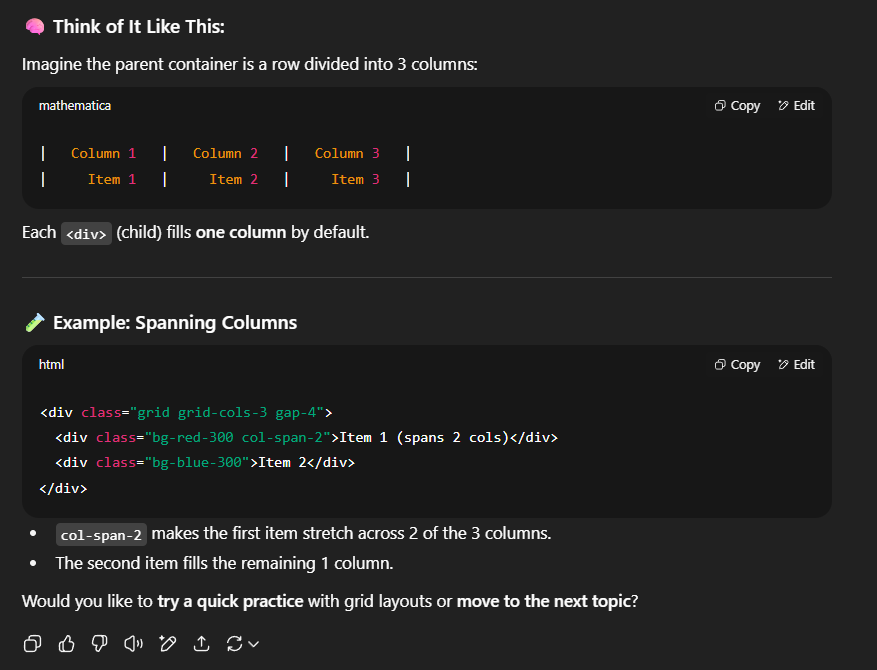 Think of It Like This:
Imagine the parent container is a row divided into 3 columns:
mathematica
Copy
Edit
|   Column 1   |   Column 2   |   Column 3   |
|     Item 1   |     Item 2   |     Item 3   |
Each <div> (child) fills one column by default.
Example: Spanning Columns
html
Copy
Edit
<div class="grid grid-cols-3 gap-4">
  <div class="bg-red-300 col-span-2">Item 1 (spans 2 cols)</div>
  <div class="bg-blue-300">Item 2</div>
</div>
• col-span-2 makes the first item stretch across 2 of the 3 columns.
• The second item fills the remaining 1 column.
Would you like to try a quick practice with grid layouts or move to the next topic?